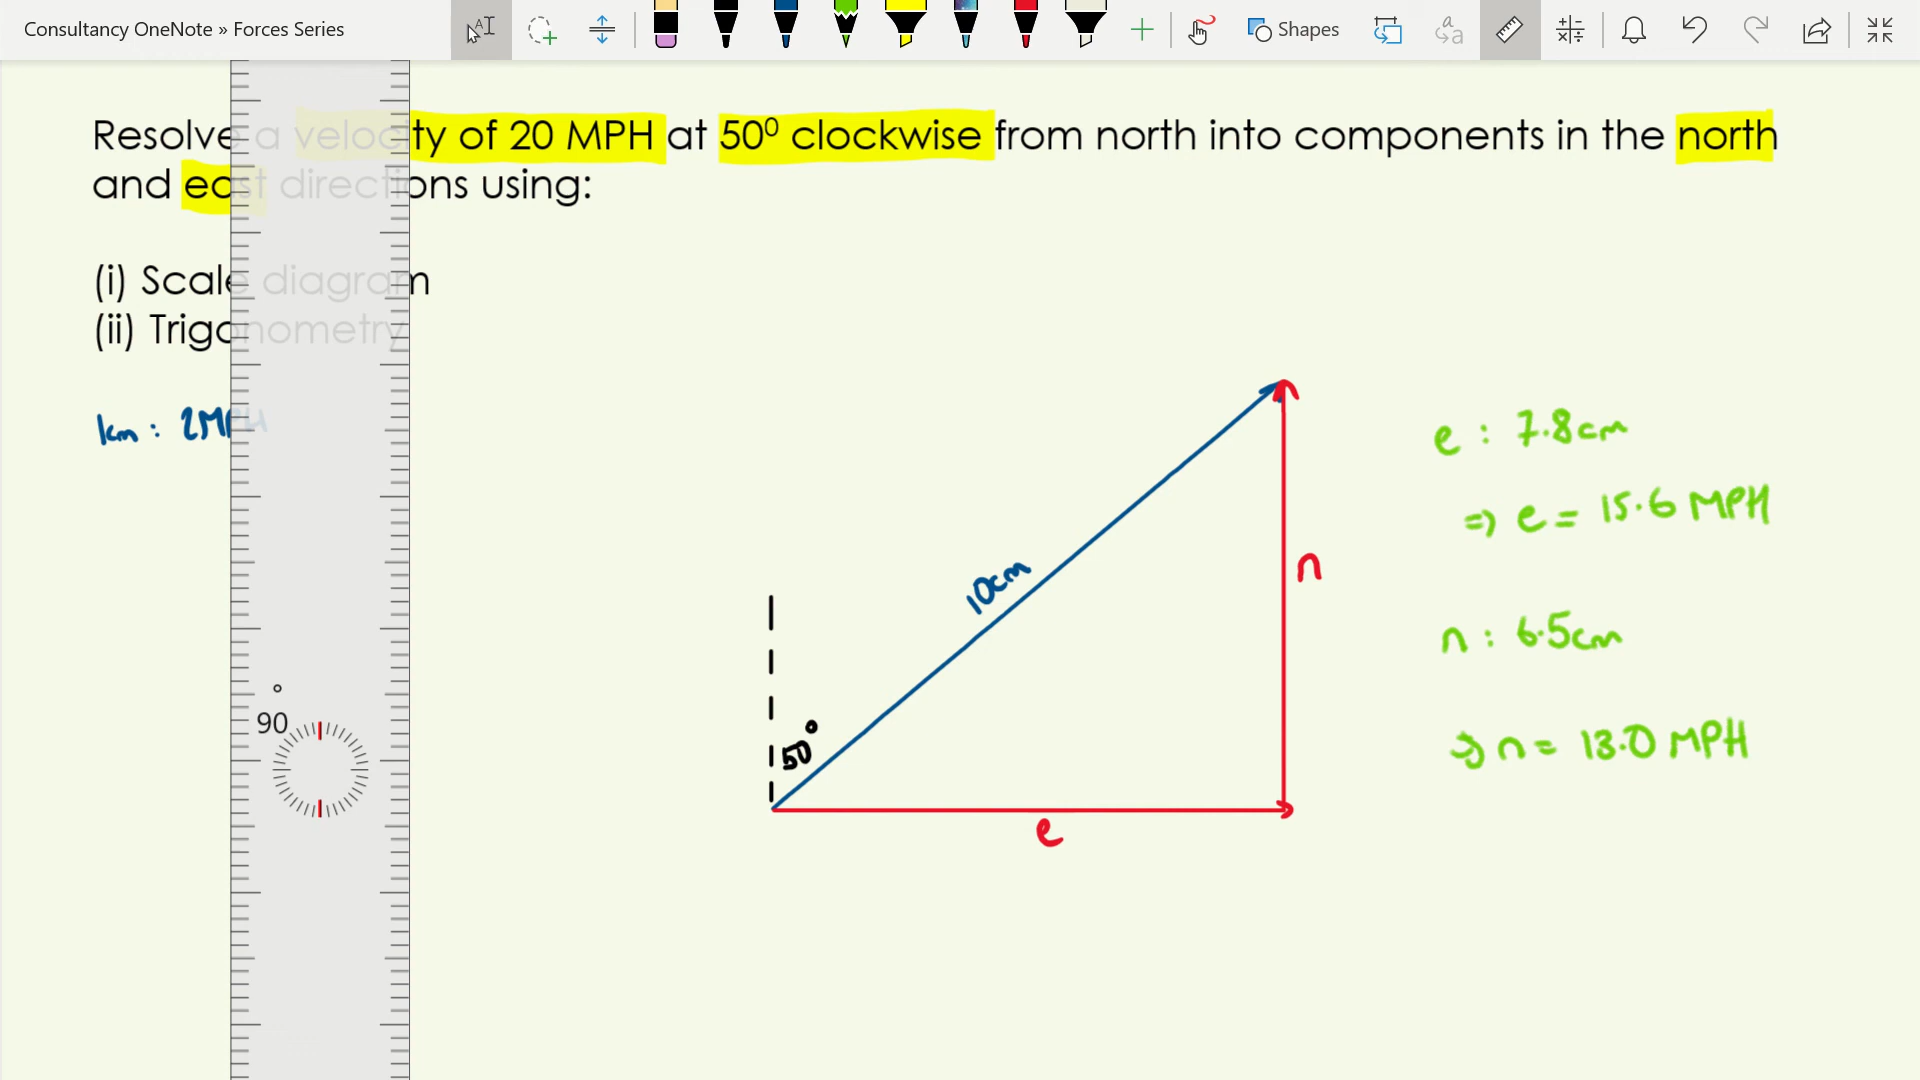 Consultancy OneNote » Forces Series
Shapes
Resolve a velocity of 20 MPH at 50⁰ clockwise from north into components in the north
and east directions using:
(i) Scale diagram
(ii) Trigonometry
1cm : 2MPH
e : 7.8cm
⇒ e = 15.6 MPH
10cm
n
n : 6.5cm
50°
⇒ n = 13.0 MPH
e
90°